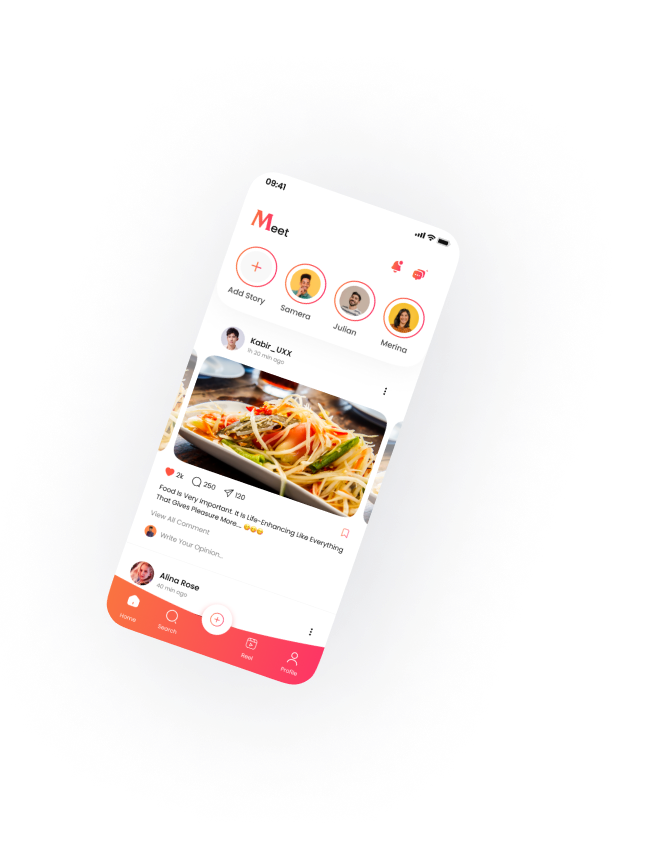 09:41
Meet
Add Story
Samera
Julian
Merina
Kabir_UXX
1h 20 min ago
2k
250
120
Food Is Very Important. It Is Life-Enhancing Like Everything
That Gives Pleasure More.... 😋😋😋
View All Comment
Write Your Opinion...
Alina Rose
40 min ago
Home
Search
Reel
Profile